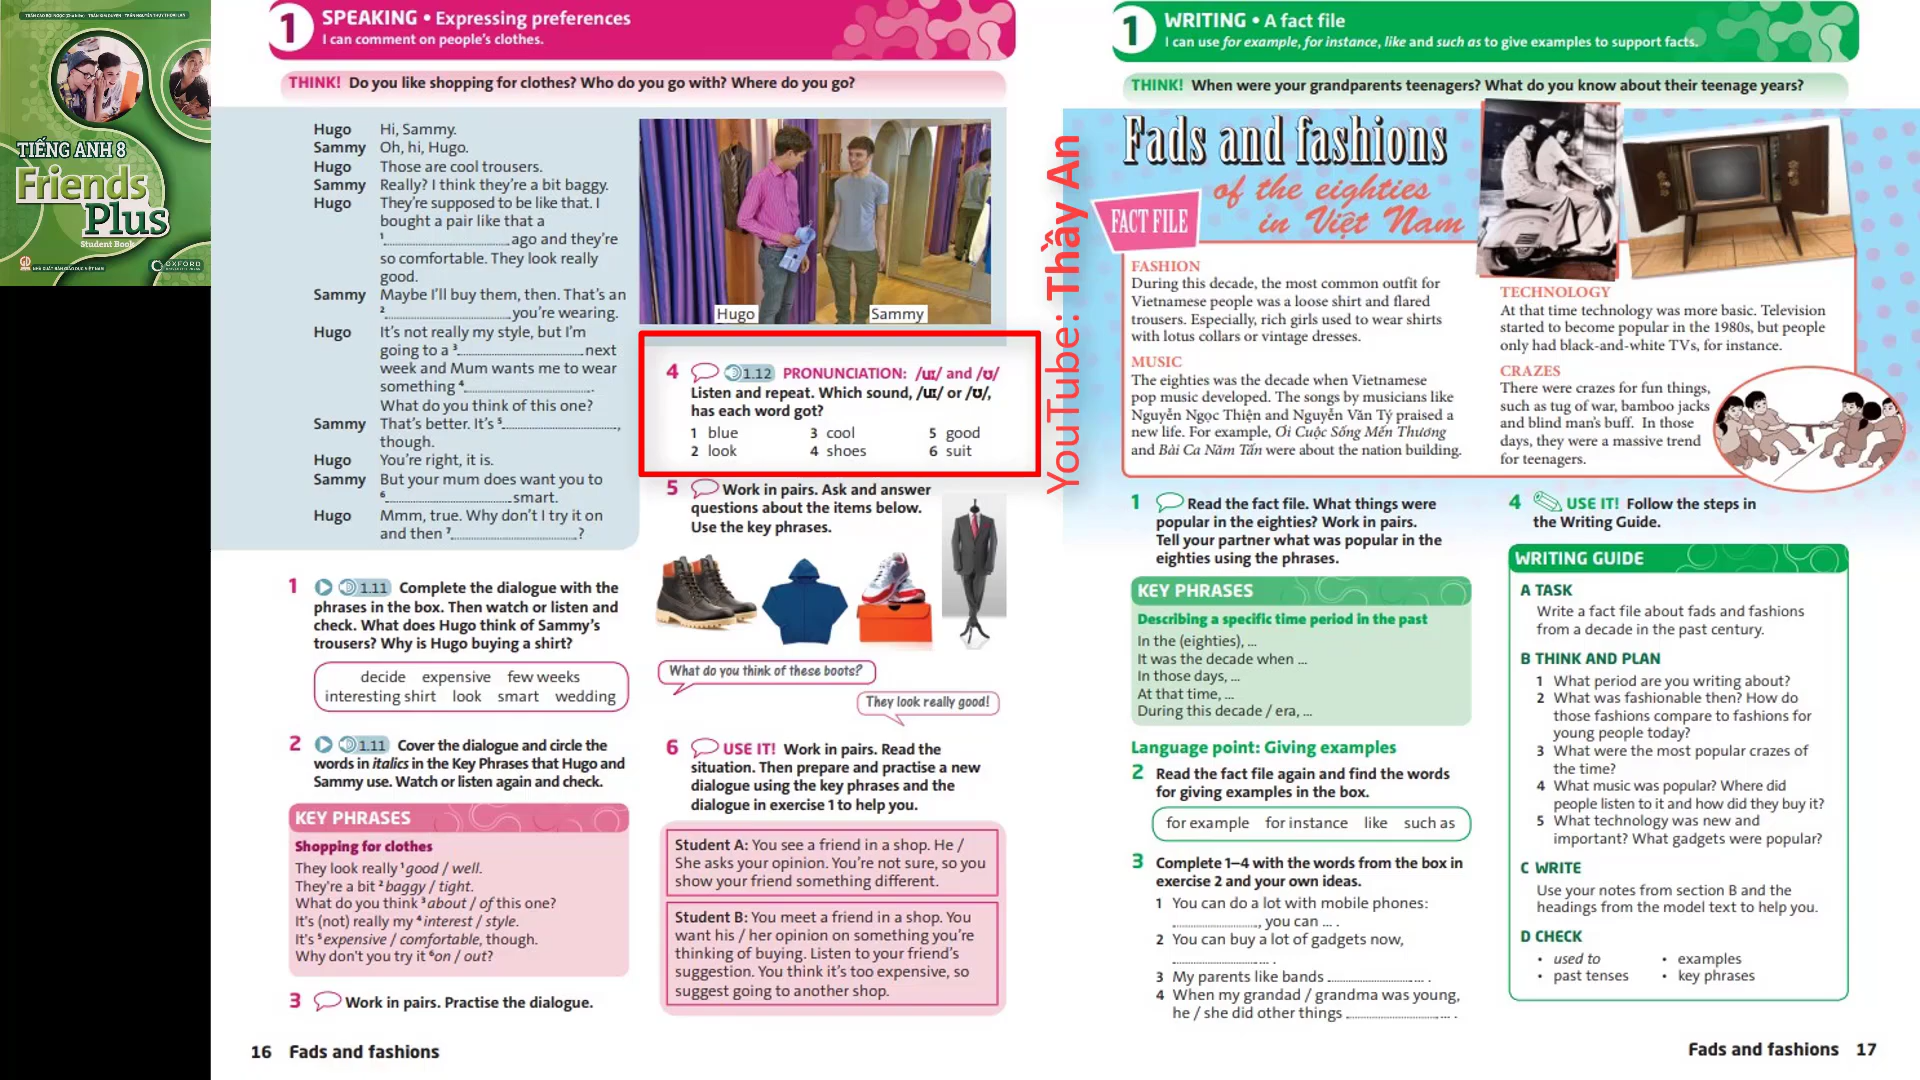 TRẦN CAO BỘI NGỌC (Chủ biên) - TRẦN KIM DUYÊN - TRẦN NGUYỄN THUỴ THUỲ LAN
TIẾNG ANH 8
Friends
Plus
Student Book
NHÀ XUẤT BẢN GIÁO DỤC VIỆT NAM
OXFORD
1 SPEAKING • Expressing preferences
I can comment on people's clothes.
THINK! Do you like shopping for clothes? Who do you go with? Where do you go?
Hugo Hi, Sammy.
Sammy Oh, hi, Hugo.
Hugo Those are cool trousers.
Sammy Really? I think they're a bit baggy.
Hugo They're supposed to be like that. I
bought a pair like that a
1 ago and they're
so comfortable. They look really
good.
Sammy Maybe I'll buy them, then. That's an
2 you're wearing.
Hugo It's not really my style, but I'm
going to a 3 next
week and Mum wants me to wear
something 4 .
What do you think of this one?
Sammy That's better. It's 5 ,
though.
Hugo You're right, it is.
Sammy But your mum does want you to
6 smart.
Hugo Mmm, true. Why don't I try it on
and then 7 ?
Hugo
Sammy
1 1.11 Complete the dialogue with the
phrases in the box. Then watch or listen and
check. What does Hugo think of Sammy's
trousers? Why is Hugo buying a shirt?
decide expensive few weeks
interesting shirt look smart wedding
2 1.11 Cover the dialogue and circle the
words in italics in the Key Phrases that Hugo and
Sammy use. Watch or listen again and check.
KEY PHRASES
Shopping for clothes
They look really 1 good / well.
They're a bit 2 baggy / tight.
What do you think 3 about / of this one?
It's (not) really my 4 interest / style.
It's 5 expensive / comfortable, though.
Why don't you try it 6 on / out?
3 Work in pairs. Practise the dialogue.
4 1.12 PRONUNCIATION: /uː/ and /ʊ/
Listen and repeat. Which sound, /uː/ or /ʊ/,
has each word got?
1 blue 3 cool 5 good
2 look 4 shoes 6 suit
5 Work in pairs. Ask and answer
questions about the items below.
Use the key phrases.
What do you think of these boots?
They look really good!
6 USE IT! Work in pairs. Read the
situation. Then prepare and practise a new
dialogue using the key phrases and the
dialogue in exercise 1 to help you.
Student A: You see a friend in a shop. He /
She asks your opinion. You're not sure, so you
show your friend something different.
Student B: You meet a friend in a shop. You
want his / her opinion on something you're
thinking of buying. Listen to your friend's
suggestion. You think it's too expensive, so
suggest going to another shop.
16 Fads and fashions
YouTube: Thầy An
1 WRITING • A fact file
I can use for example, for instance, like and such as to give examples to support facts.
THINK! When were your grandparents teenagers? What do you know about their teenage years?
Fads and fashions
of the eighties
in Việt Nam
FACT FILE
FASHION
During this decade, the most common outfit for
Vietnamese people was a loose shirt and flared
trousers. Especially, rich girls used to wear shirts
with lotus collars or vintage dresses.
MUSIC
The eighties was the decade when Vietnamese
pop music developed. The songs by musicians like
Nguyễn Ngọc Thiện and Nguyễn Văn Tý praised a
new life. For example, Ơi Cuộc Sống Mến Thương
and Bài Ca Năm Tấn were about the nation building.
TECHNOLOGY
At that time technology was more basic. Television
started to become popular in the 1980s, but people
only had black-and-white TVs, for instance.
CRAZES
There were crazes for fun things,
such as tug of war, bamboo jacks
and blind man's buff. In those
days, they were a massive trend
for teenagers.
1 Read the fact file. What things were
popular in the eighties? Work in pairs.
Tell your partner what was popular in the
eighties using the phrases.
KEY PHRASES
Describing a specific time period in the past
In the (eighties), ...
It was the decade when ...
In those days, ...
At that time, ...
During this decade / era, ...
Language point: Giving examples
2 Read the fact file again and find the words
for giving examples in the box.
for example for instance like such as
3 Complete 1–4 with the words from the box in
exercise 2 and your own ideas.
1 You can do a lot with mobile phones:
, you can ... .
2 You can buy a lot of gadgets now,
... .
3 My parents like bands ... .
4 When my grandad / grandma was young,
he / she did other things ... .
4 USE IT! Follow the steps in
the Writing Guide.
WRITING GUIDE
A TASK
Write a fact file about fads and fashions
from a decade in the past century.
B THINK AND PLAN
1 What period are you writing about?
2 What was fashionable then? How do
those fashions compare to fashions for
young people today?
3 What were the most popular crazes of
the time?
4 What music was popular? Where did
people listen to it and how did they buy it?
5 What technology was new and
important? What gadgets were popular?
C WRITE
Use your notes from section B and the
headings from the model text to help you.
D CHECK
• used to • examples
• past tenses • key phrases
Fads and fashions 17